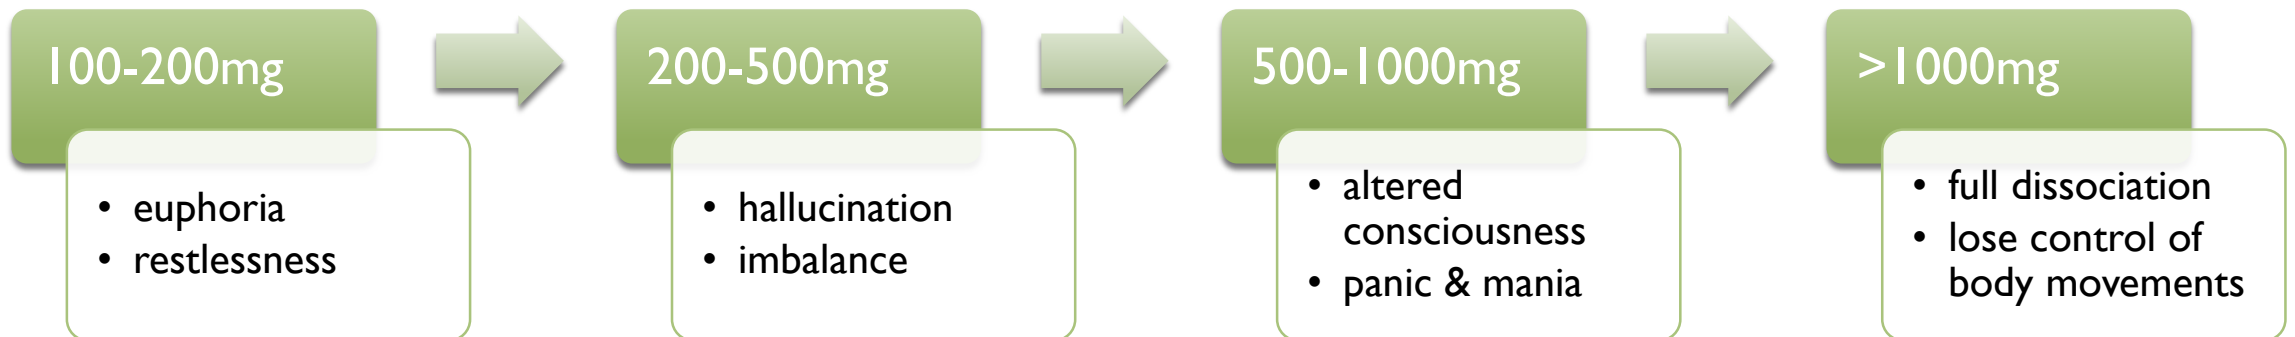 100-200mg
• euphoria
• restlessness
200-500mg
• hallucination
• imbalance
500-1000mg
• altered
consciousness
• panic & mania
>1000mg
• full dissociation
• lose control of
body movements